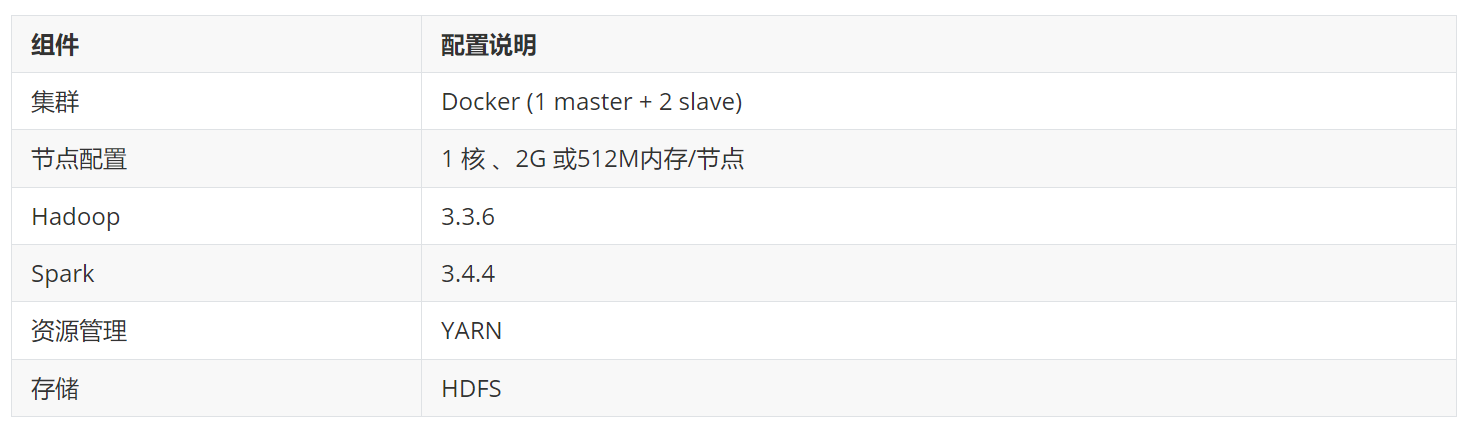 组件 配置说明
集群 Docker (1 master + 2 slave)
节点配置 1 核 、2G 或512M内存/节点
Hadoop 3.3.6
Spark 3.4.4
资源管理 YARN
存储 HDFS